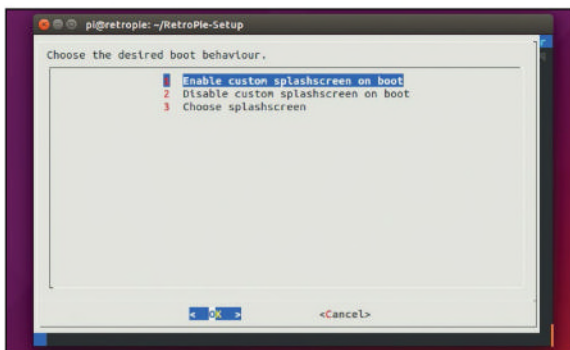 pi@retropie: ~/RetroPie-Setup
Choose the desired boot behaviour.
1 Enable custom splashscreen on boot
2 Disable custom splashscreen on boot
3 Choose splashscreen
< OK >
<Cancel>